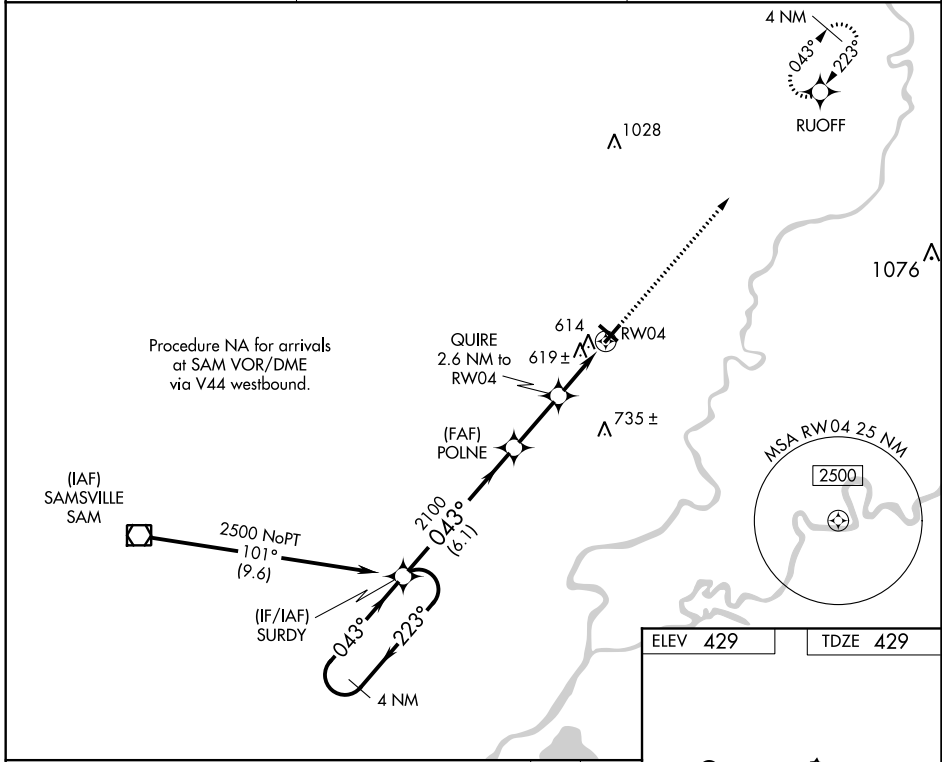 4 NM
043°
223°
RUOFF
1028
1076
614
RW04
619 ±
QUIRE
2.6 NM to
RW04
Procedure NA for arrivals
at SAM VOR/DME
via V44 westbound.
735 ±
(FAF)
POLNE
MSA RW04 25 NM
2500
(IAF)
SAMSVILLE
SAM
2500 NoPT
101°
(9.6)
2100
043°
(6.1)
(IF/IAF)
SURDY
043°
223°
4 NM
ELEV 429
TDZE 429